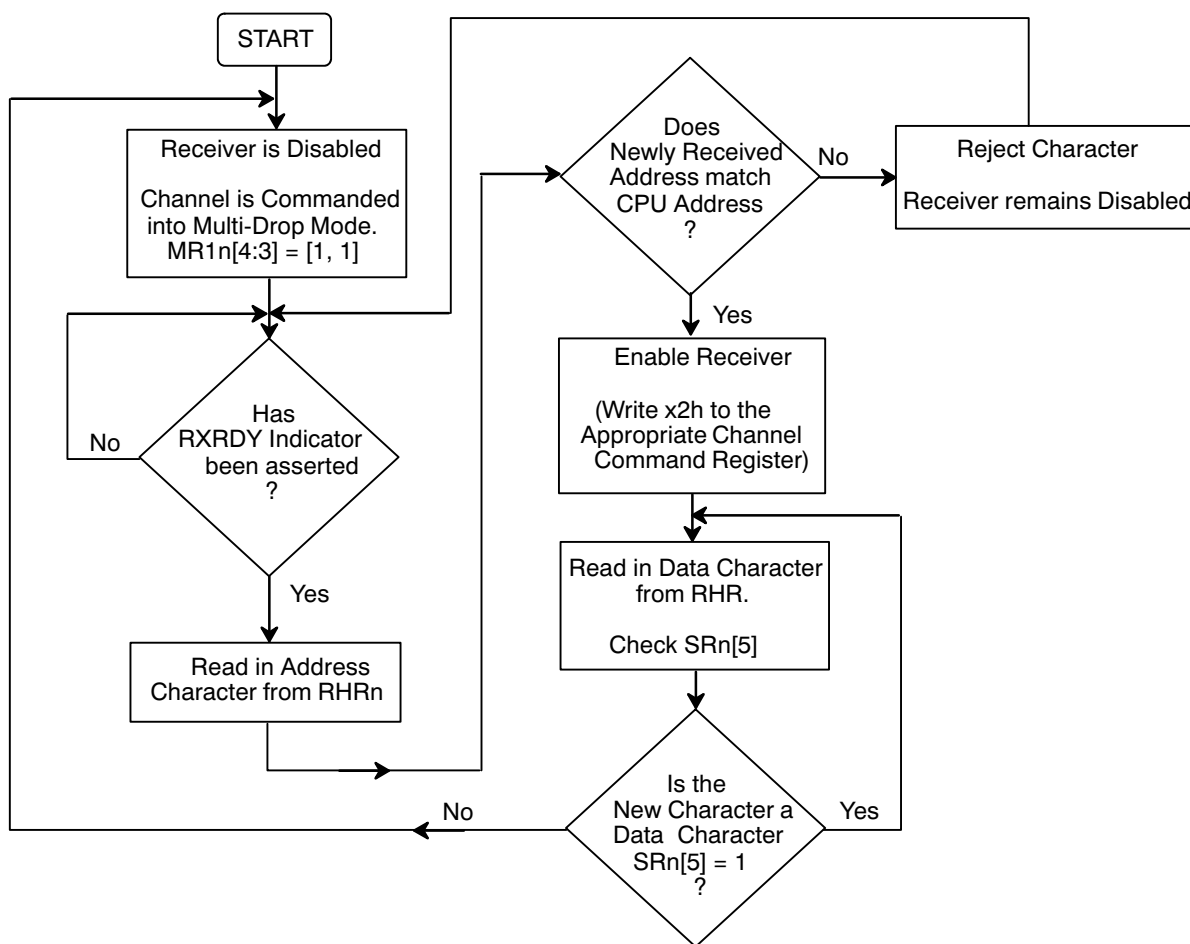 START
Receiver is Disabled
Channel is Commanded
into Multi-Drop Mode.
MR1n[4:3] = [1, 1]
Has
RXRDY Indicator
been asserted
?
No
Yes
Read in Address
Character from RHRn
Does
Newly Received
Address match
CPU Address
?
No
Reject Character
Receiver remains Disabled
Yes
Enable Receiver
(Write x2h to the
Appropriate Channel
Command Register)
Read in Data Character
from RHR.
Check SRn[5]
Is the
New Character a
Data Character
SRn[5] = 1
?
Yes
No